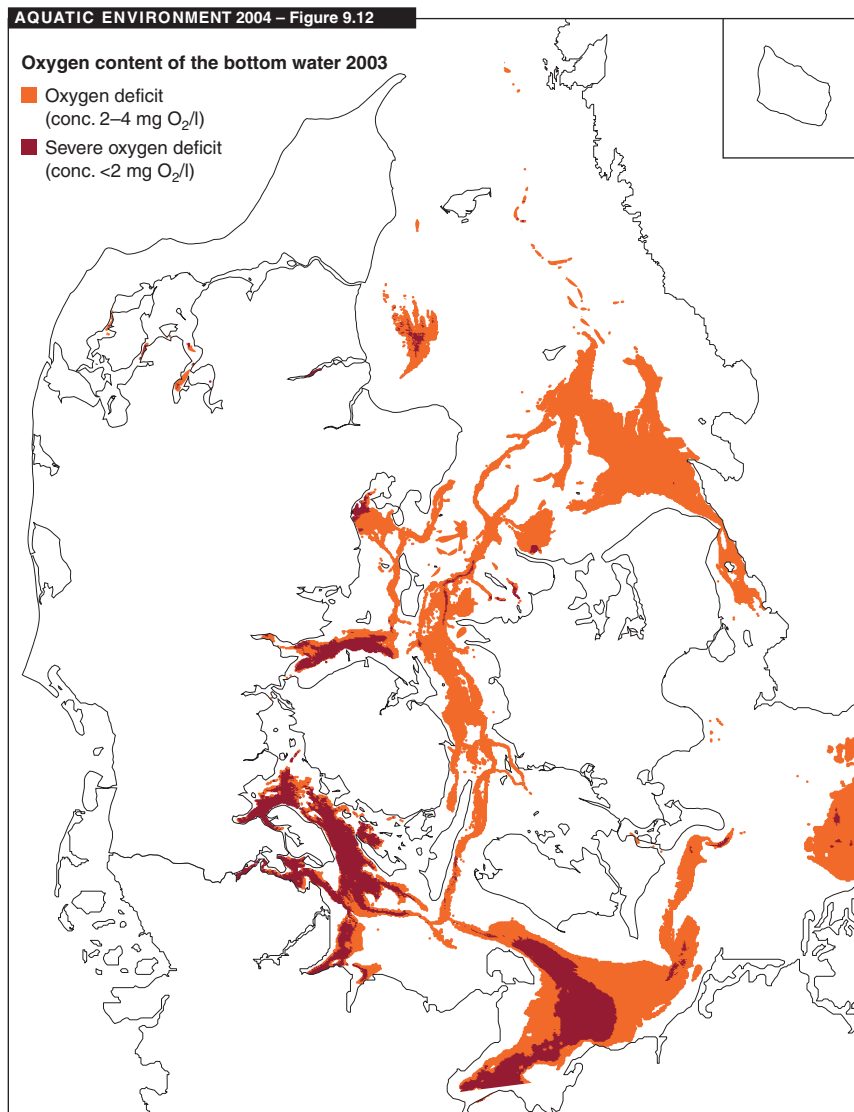 AQUATIC ENVIRONMENT 2004 – Figure 9.12
Oxygen content of the bottom water 2003
Oxygen deficit
(conc. 2–4 mg O₂/l)
Severe oxygen deficit
(conc. <2 mg O₂/l)